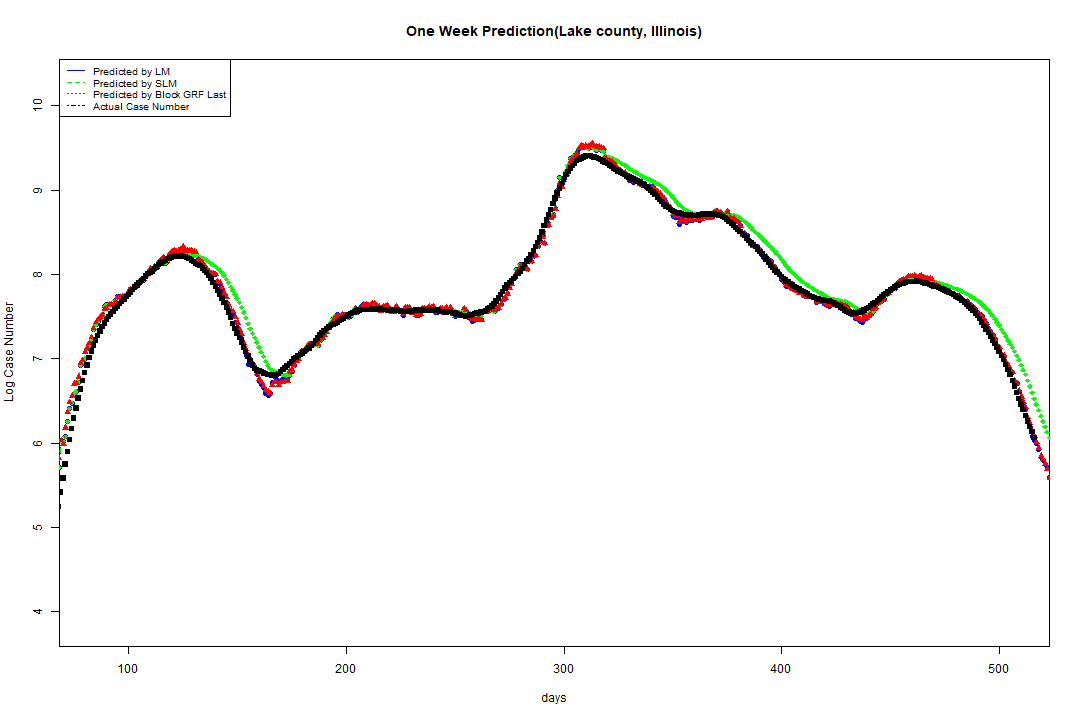 One Week Prediction(Lake county, Illinois)
Predicted by LM
Predicted by SLM
Predicted by Block GRF Last
Actual Case Number
10
9
8
7
6
5
4
Log Case Number
100 200 300 400 500
days